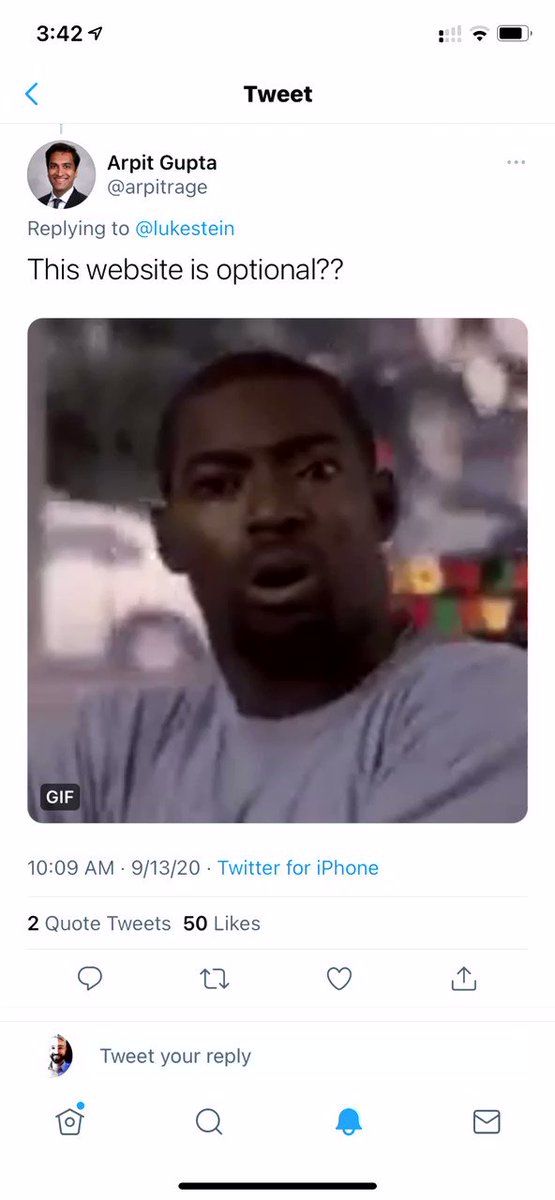 3:42
Tweet
Arpit Gupta
@arpitrage
Replying to @lukestein
This website is optional??
GIF
10:09 AM · 9/13/20 · Twitter for iPhone
2 Quote Tweets 50 Likes
Tweet your reply